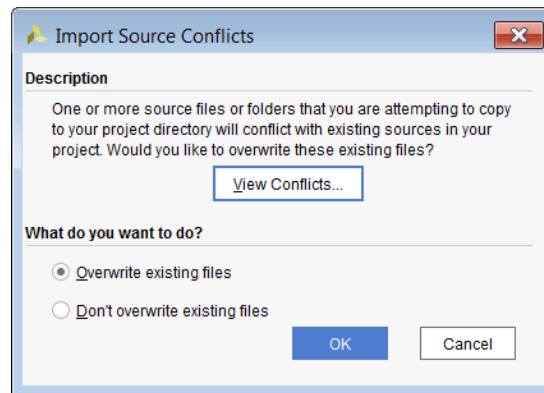 Import Source Conflicts
Description
One or more source files or folders that you are attempting to copy
to your project directory will conflict with existing sources in your
project. Would you like to overwrite these existing files?
View Conflicts...
What do you want to do?
Overwrite existing files
Don't overwrite existing files
OK Cancel